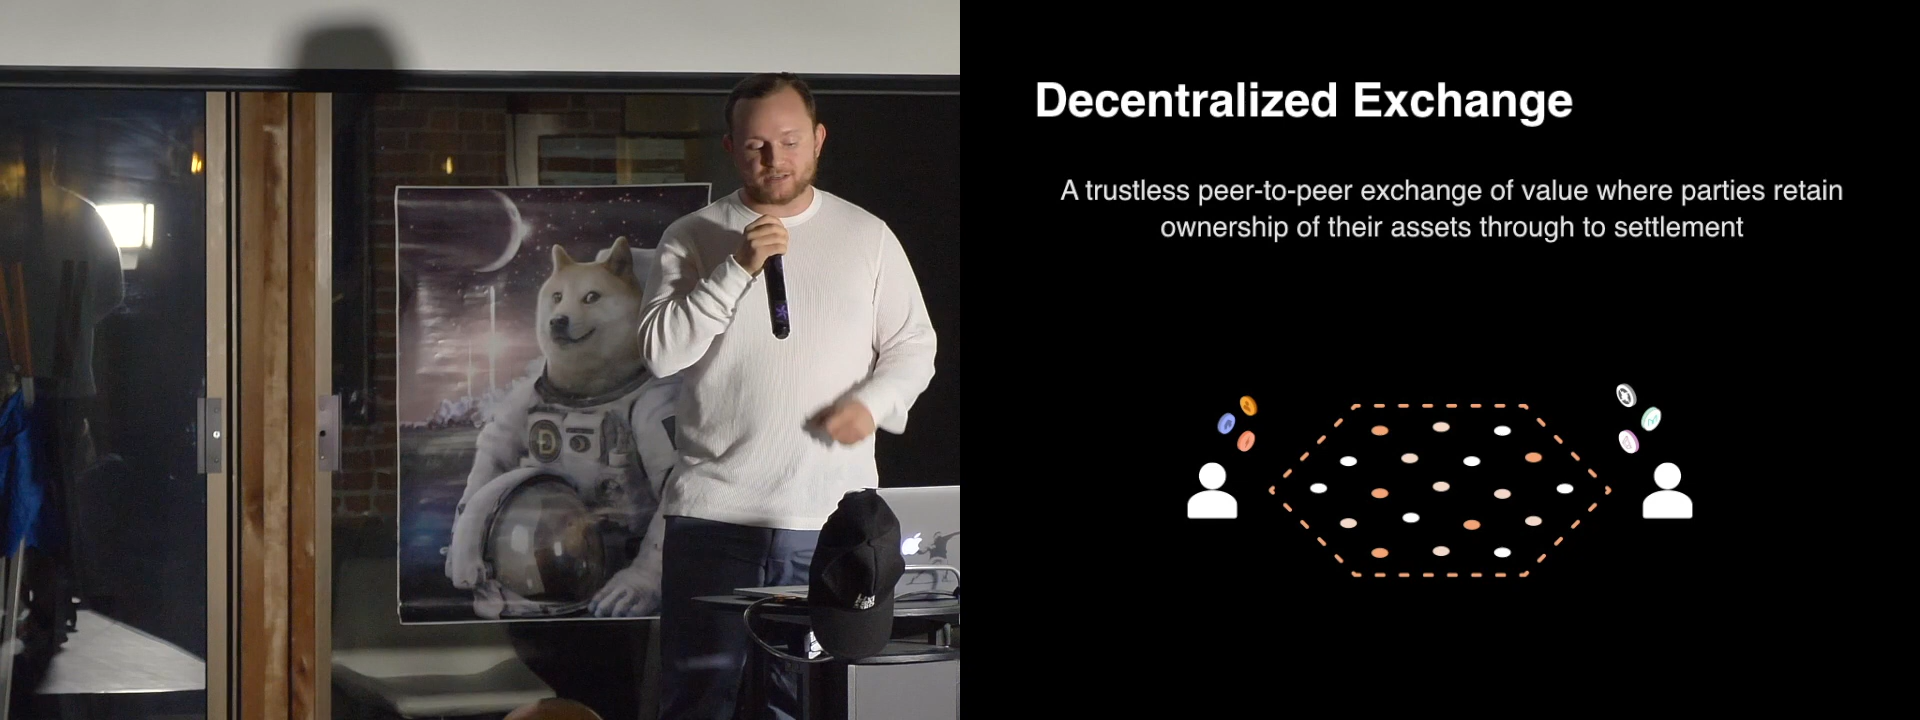 Decentralized Exchange
A trustless peer-to-peer exchange of value where parties retain
ownership of their assets through to settlement